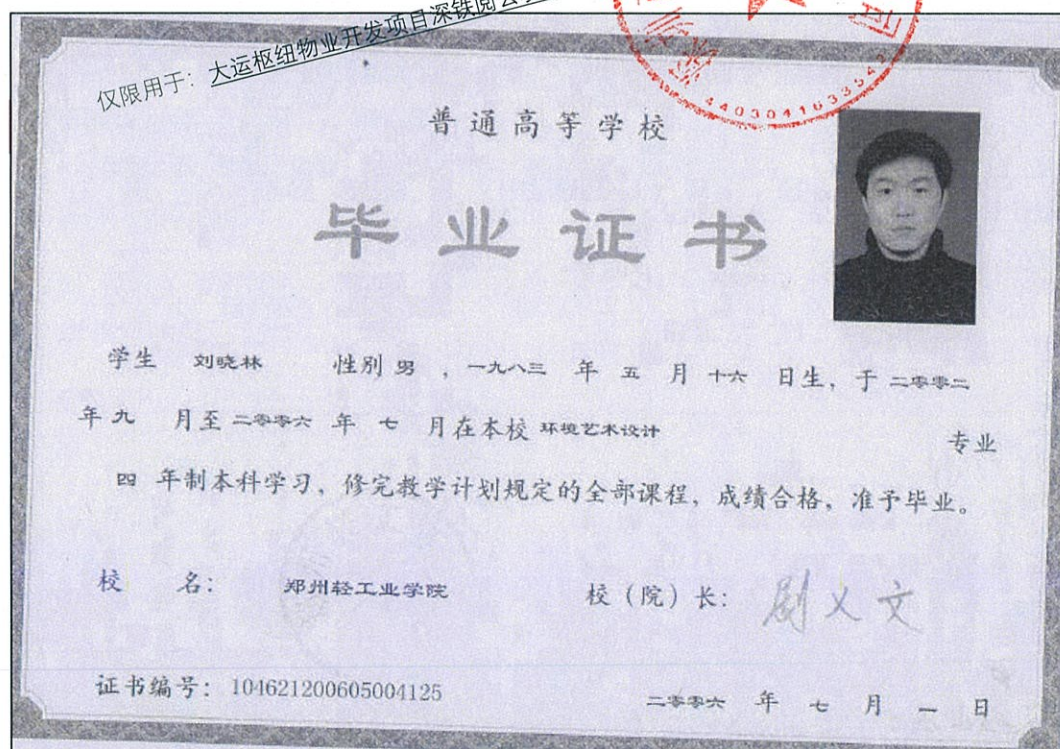 仅限用于：大运枢纽物业开发项目深铁阅云
4403041633542
普通高等学校
毕业证书
学生 刘晓林 性别 男 ，一九八三 年 五 月 十六 日生，于 二零零二
年 九 月至 二零零六 年 七 月在本校 环境艺术设计 专业
四 年制本科学习，修完教学计划规定的全部课程，成绩合格，准予毕业。
校 名： 郑州轻工业学院 校（院）长：
证书编号：104621200605004125 二零零六 年 七 月 一 日